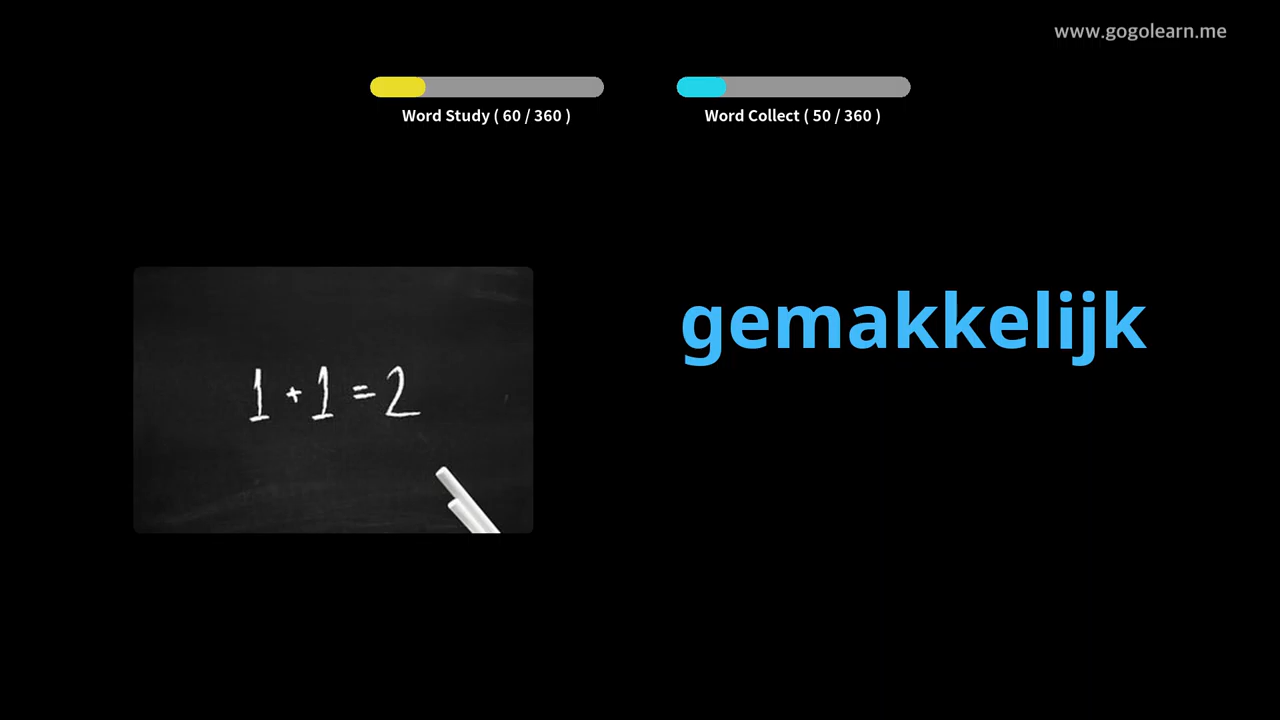 www.gogolearn.me
Word Study ( 60 / 360 )
Word Collect ( 50 / 360 )
gemakkelijk
1 + 1 = 2